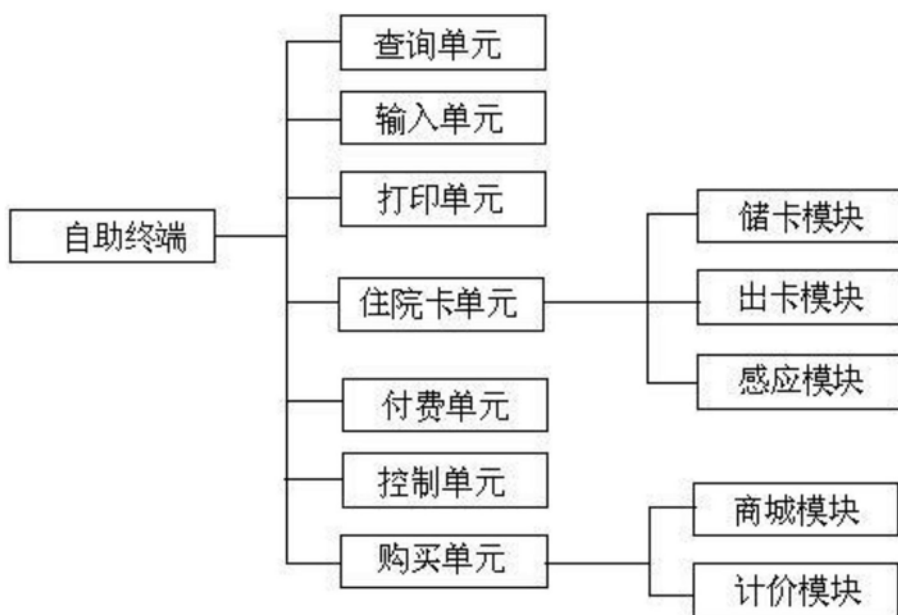 查询单元
输入单元
打印单元
自助终端
储卡模块
住院卡单元
出卡模块
感应模块
付费单元
控制单元
商城模块
购买单元
计价模块